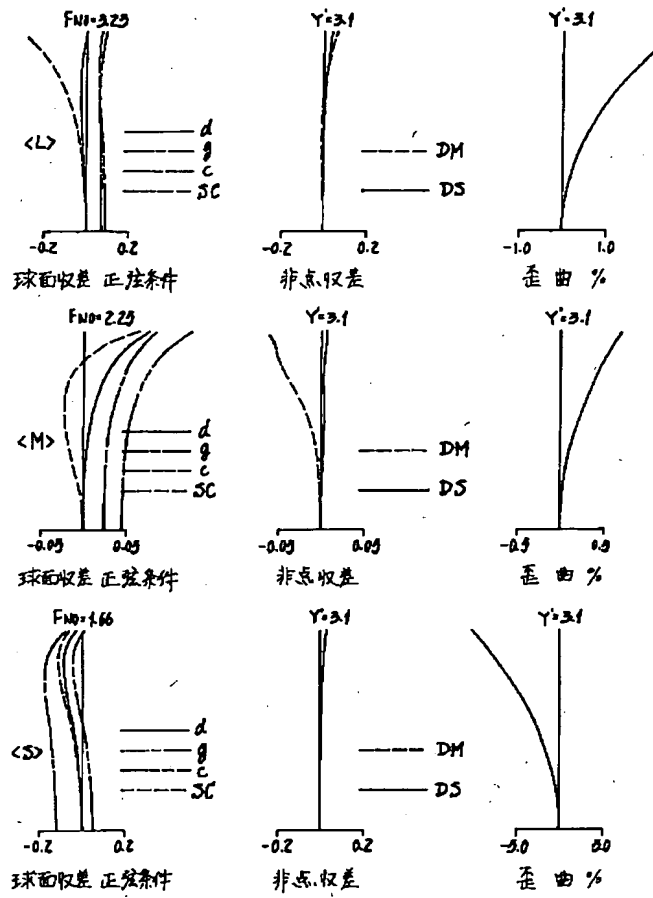 FNO=3.23 Y'=3.1 Y'=3.1
<L>
d
g
c
SC
DM
DS
-0.2 0.2 -0.2 0.2 -1.0 1.0
球面収差 正弦条件 非点収差 歪曲 %
FNO=2.25 Y'=3.1 Y'=3.1
<M>
d
g
c
SC
DM
DS
-0.05 0.05 -0.05 0.05 -0.5 0.5
球面収差 正弦条件 非点収差 歪曲 %
FNO=1.66 Y'=3.1 Y'=3.1
<S>
d
g
c
SC
DM
DS
-0.2 0.2 -0.2 0.2 -5.0 5.0
球面収差 正弦条件 非点収差 歪曲 %